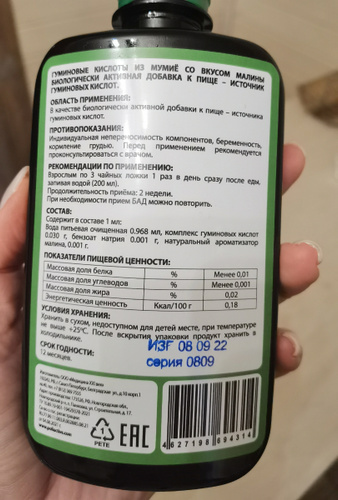 ГУМИНОВЫЕ КИСЛОТЫ ИЗ МУМИЁ СО ВКУСОМ МАЛИНЫ
БИОЛОГИЧЕСКИ АКТИВНАЯ ДОБАВКА К ПИЩЕ – ИСТОЧНИК
ГУМИНОВЫХ КИСЛОТ.
ОБЛАСТЬ ПРИМЕНЕНИЯ:
В качестве биологически активной добавки к пище – источника
гуминовых кислот.
ПРОТИВОПОКАЗАНИЯ:
Индивидуальная непереносимость компонентов, беременность,
кормление грудью. Перед применением рекомендуется
проконсультироваться с врачом.
РЕКОМЕНДАЦИИ ПО ПРИМЕНЕНИЮ:
Взрослым по 3 чайных ложки 1 раз в день сразу после еды,
запивая водой (200 мл).
Продолжительность приёма: 2 недели.
При необходимости прием БАД можно повторить.
СОСТАВ:
Содержит в составе 1 мл:
Вода питьевая очищенная 0.968 мл, комплекс гуминовых кислот
0.030 г, бензоат натрия 0.001 г, натуральный ароматизатор
малина, 0.001 г.
ПОКАЗАТЕЛИ ПИЩЕВОЙ ЦЕННОСТИ:
Массовая доля белка % Менее 0,01
Массовая доля углеводов % Менее 0,001
Массовая доля жира % 0,02
Энергетическая ценность Ккал/100 г 0,18
УСЛОВИЯ ХРАНЕНИЯ:
Хранить в сухом, недоступном для детей месте, при температуре
не выше +25°С. После вскрытия упаковки продукт хранить в
холодильнике.
СРОК ГОДНОСТИ:
12 месяцев.
ИЗГ 08 09 22
серия 0809
1
PETE
EAC
4 627198 694314